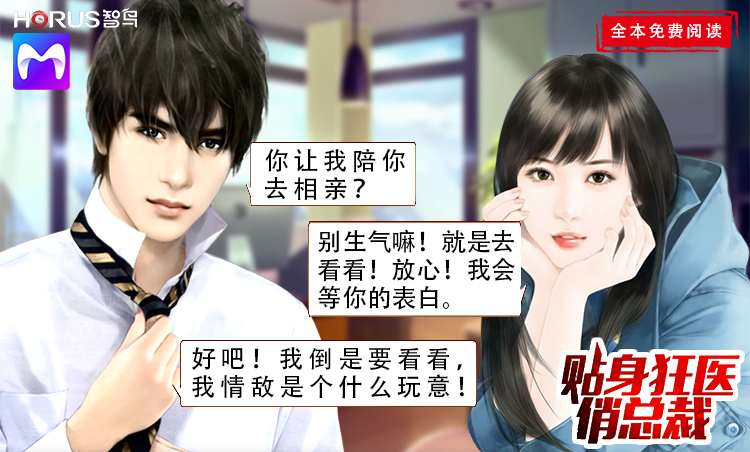 HORUS智鸟
全本免费阅读
你让我陪你
去相亲？
别生气嘛！就是去
看看！放心！我会
等你的表白。
好吧！我倒是要看看，
我情敌是个什么玩意！
贴身狂医
俏总裁